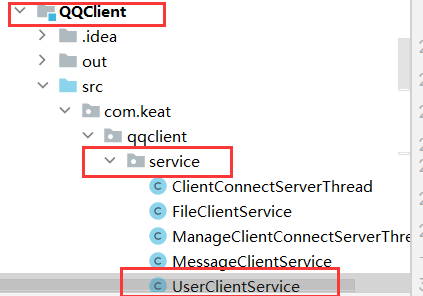 QQClient
.idea
out
src
com.keat
qqclient
service
ClientConnectServerThread
FileClientService
ManageClientConnectServerThre
MessageClientService
UserClientService